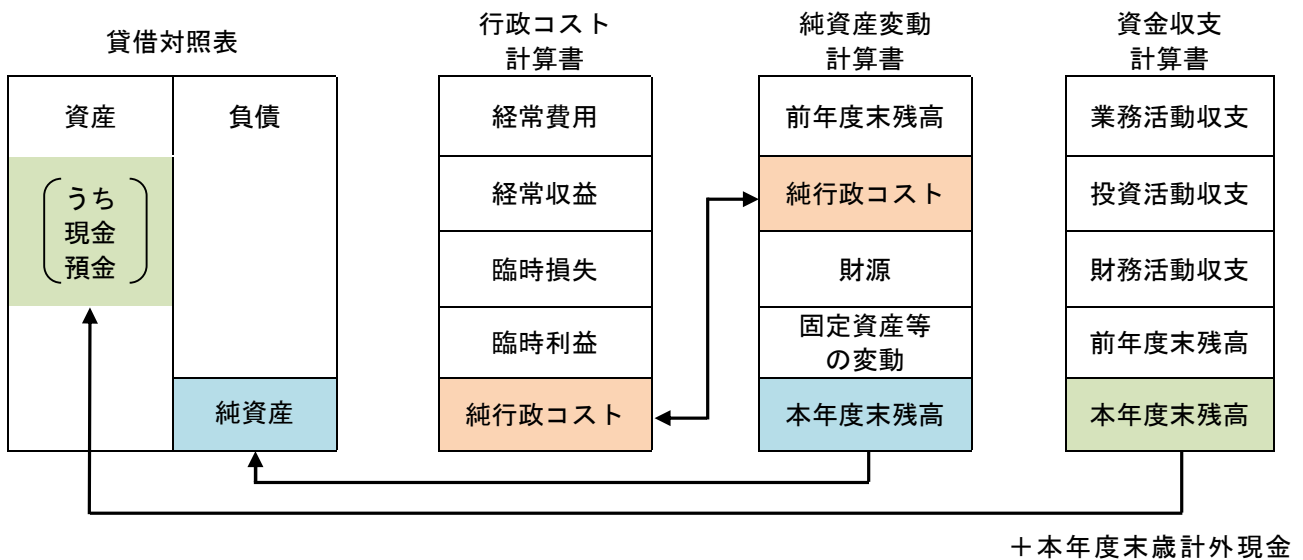 貸借対照表
資産
負債
うち
現金
預金
純資産
行政コスト
計算書
経常費用
経常収益
臨時損失
臨時利益
純行政コスト
純資産変動
計算書
前年度末残高
純行政コスト
財源
固定資産等
の変動
本年度末残高
資金収支
計算書
業務活動収支
投資活動収支
財務活動収支
前年度末残高
本年度末残高
＋本年度末歳計外現金